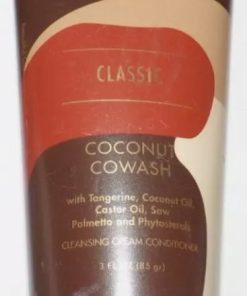 CLASSIC
COCONUT
COWASH
with Tangerine, Coconut Oil,
Castor Oil, Saw
Palmetto and Phytosterols
CLEANSING CREAM CONDITIONER
3 FL OZ (85 gr)